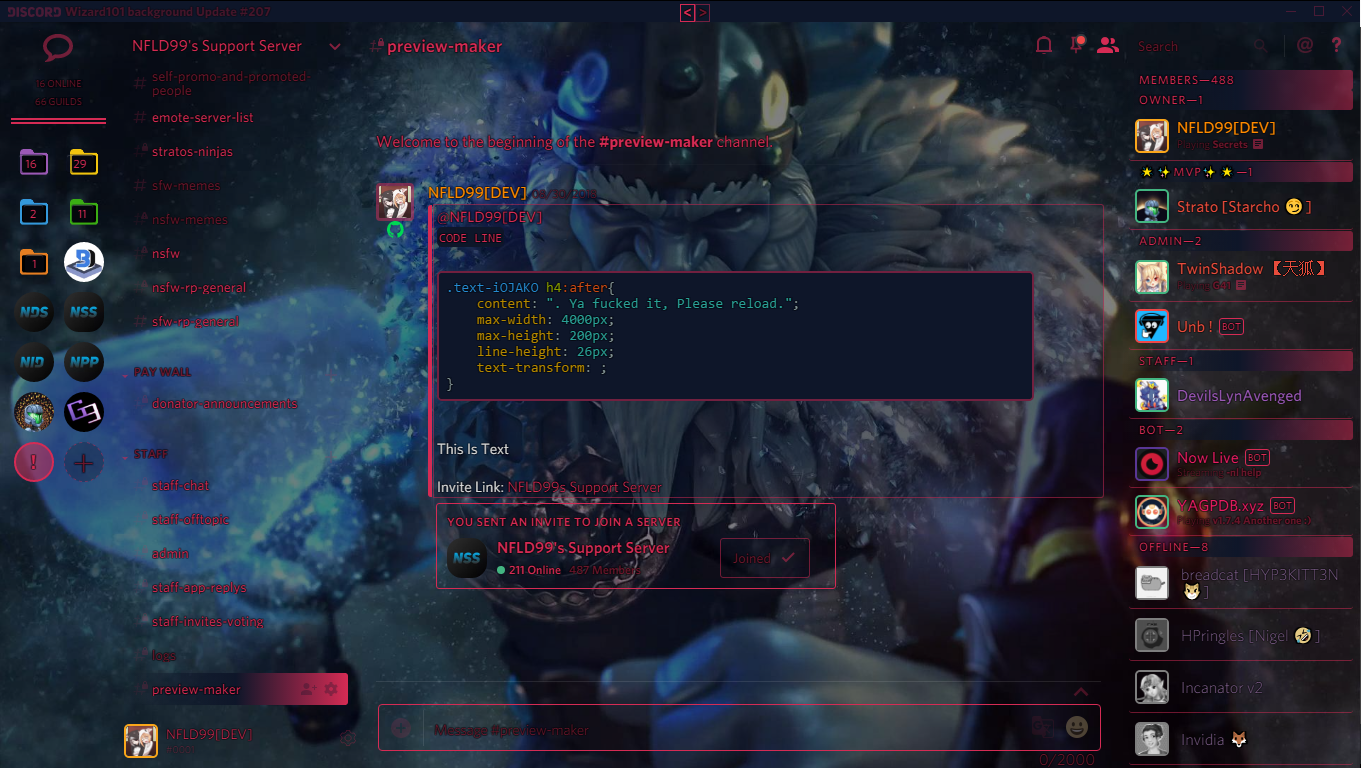 DISCORD Wizard101 background Update #207
< >
16 ONLINE
66 GUILDS
16
29
2
11
1
NDS
NSS
NID
NPP
!
NFLD99's Support Server
self-promo-and-promoted-
people
emote-server-list
stratos-ninjas
sfw-memes
nsfw-memes
nsfw
nsfw-rp-general
sfw-rp-general
PAY WALL
donator-announcements
STAFF
staff-chat
staff-offtopic
admin
staff-app-replys
staff-invites-voting
logs
preview-maker
NFLD99[DEV]
#preview-maker
Search
@ ?
Welcome to the beginning of the #preview-maker channel.
NFLD99[DEV]
@NFLD99[DEV]
CODE LINE
.text-iOJAKO h4:after{
content: ". Ya fucked it, Please reload.";
max-width: 4000px;
max-height: 200px;
line-height: 26px;
text-transform: ;
}
This Is Text
Invite Link: NFLD99s Support Server
YOU SENT AN INVITE TO JOIN A SERVER
NSS
NFLD99's Support Server
211 Online 487 Members
Joined
Message #preview-maker
0/2000
MEMBERS—488
OWNER—1
NFLD99[DEV]
Playing Secrets
⭐✨MVP✨⭐—1
Strato [Starcho 😏]
ADMIN—2
TwinShadow【天狐】
Unb ! BOT
STAFF—1
DevilsLynAvenged
BOT—2
Now Live BOT
YAGPDB.xyz BOT
Playing v1.7.4 Another one :)
OFFLINE—8
breadcat [HYP3KITT3N
🐱]
HPringles [Nigel 🤣]
Incanator v2
Invidia 🦊